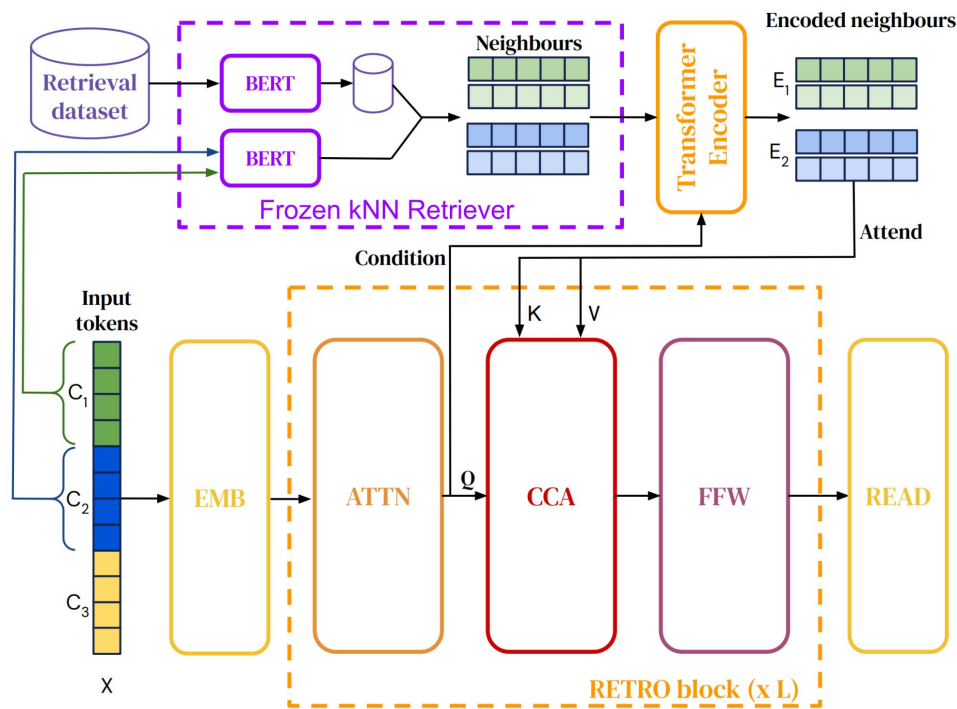 Retrieval
dataset
BERT
BERT
Frozen kNN Retriever
Neighbours
Transformer
Encoder
Encoded neighbours
E1
E2
Condition
Attend
K
V
Input
tokens
C1
C2
C3
X
EMB
ATTN
Q
CCA
FFW
READ
RETRO block (x L)